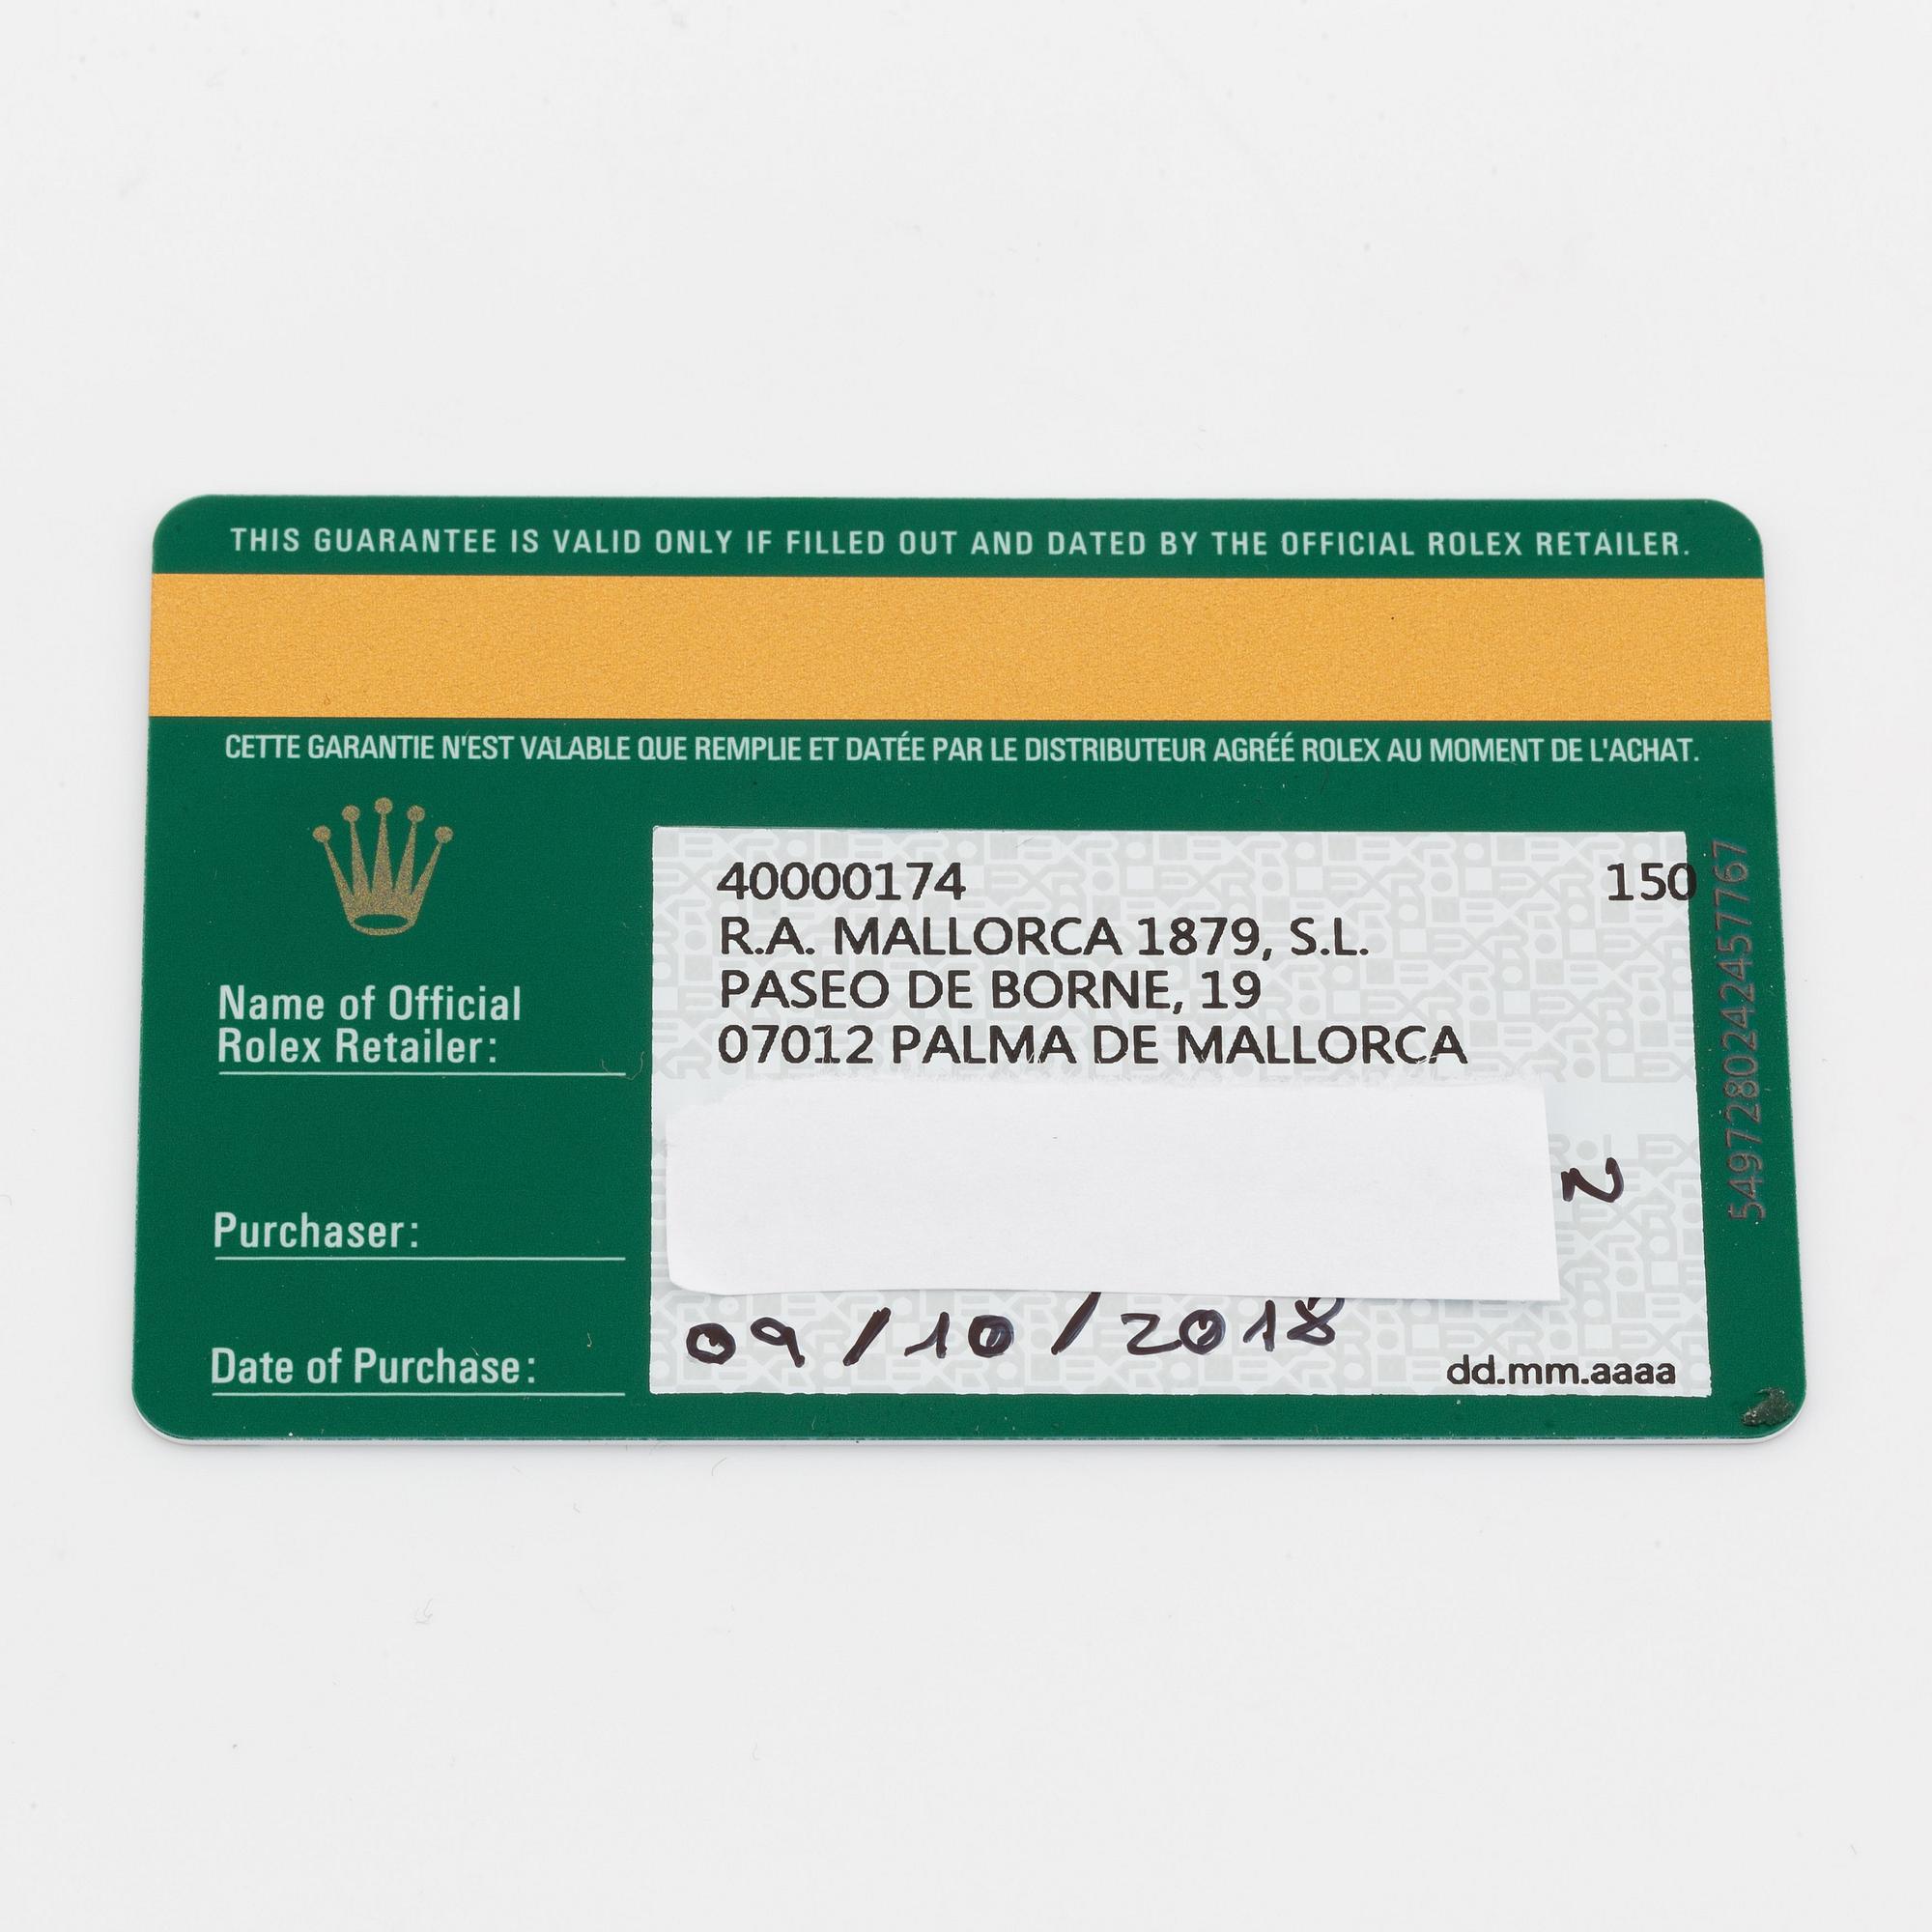 THIS GUARANTEE IS VALID ONLY IF FILLED OUT AND DATED BY THE OFFICIAL ROLEX RETAILER.
CETTE GARANTIE N'EST VALABLE QUE REMPLIE ET DATÉE PAR LE DISTRIBUTEUR AGRÉÉ ROLEX AU MOMENT DE L'ACHAT.
40000174 150
R.A. MALLORCA 1879, S.L.
PASEO DE BORNE, 19
07012 PALMA DE MALLORCA
Name of Official
Rolex Retailer:
Purchaser:
Date of Purchase:
09/10/2018
dd.mm.aaaa
5497280242457767